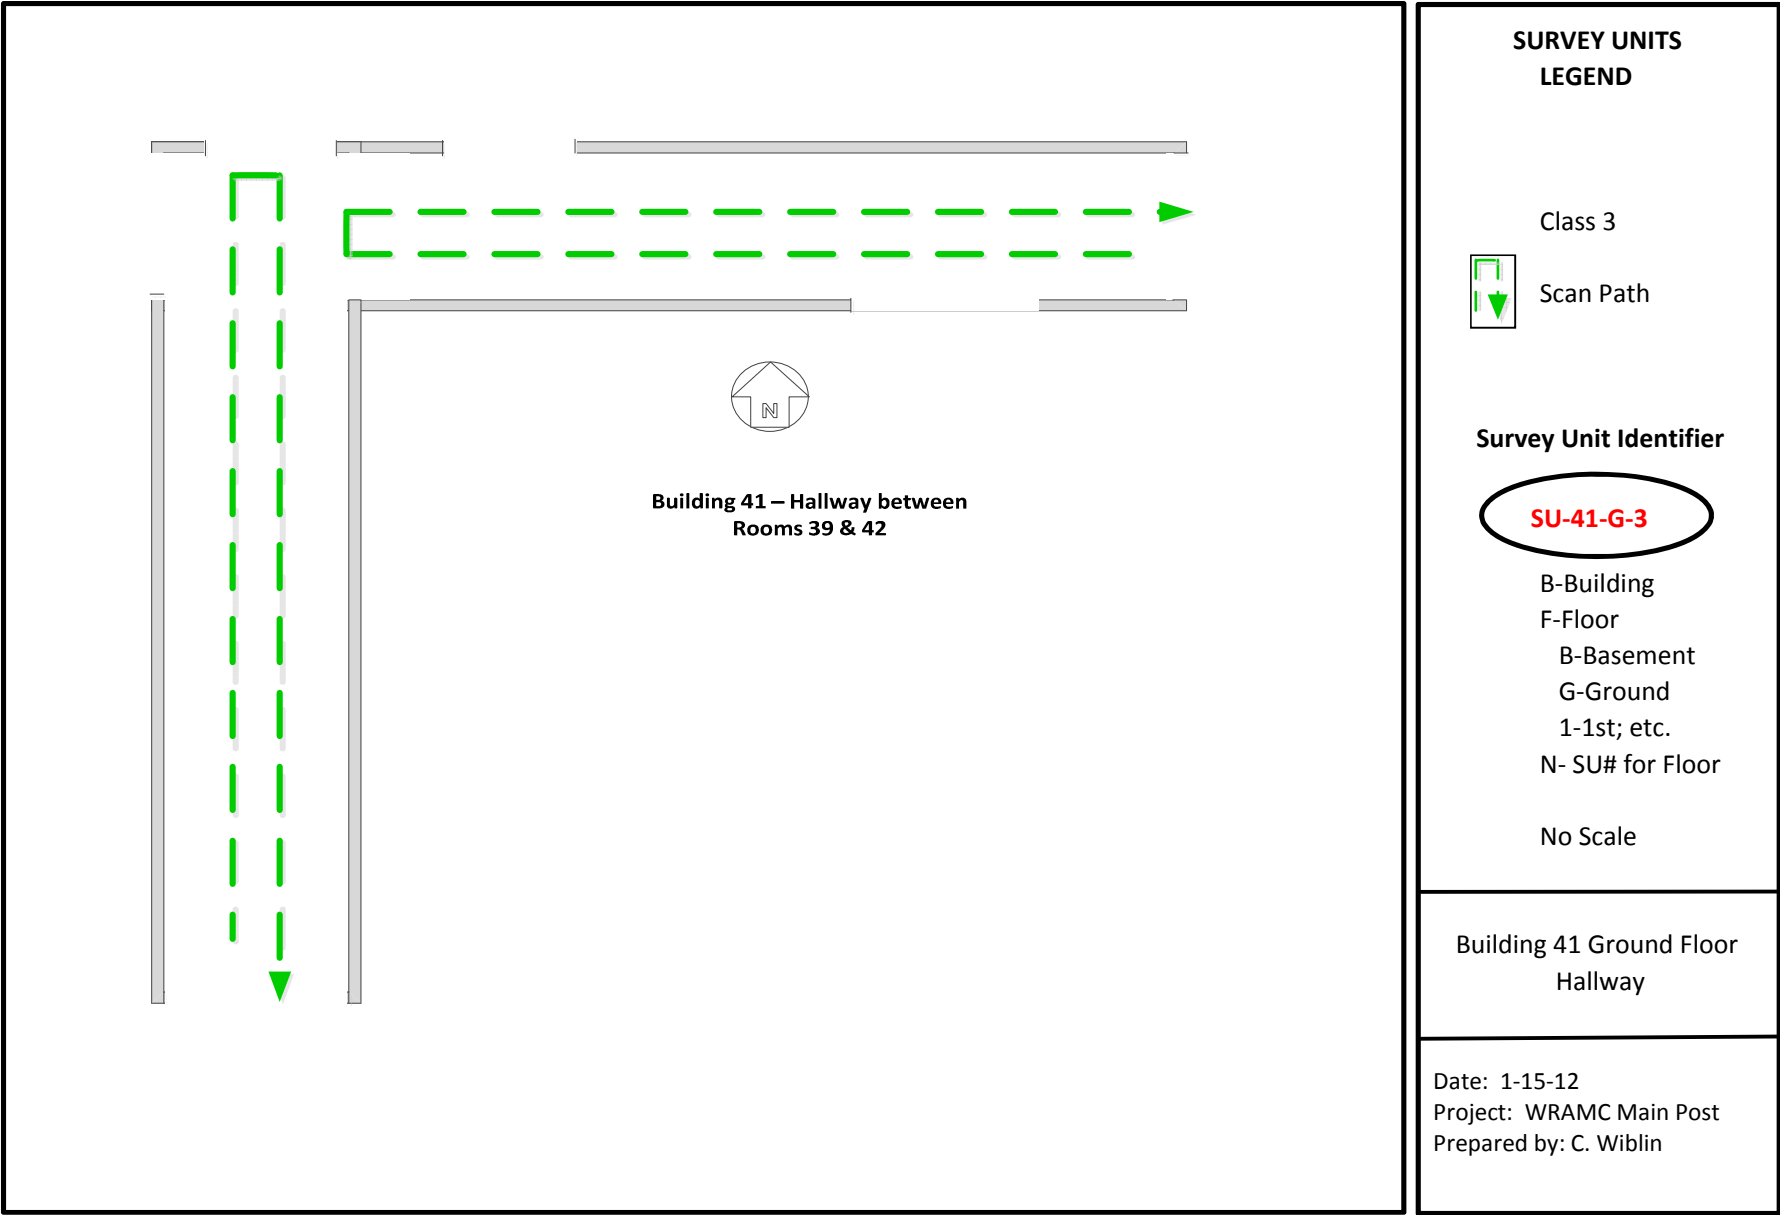 N
Building 41 – Hallway between
Rooms 39 & 42
SURVEY UNITS
LEGEND
Class 3
Scan Path
Survey Unit Identifier
SU-41-G-3
B-Building
F-Floor
B-Basement
G-Ground
1-1st; etc.
N- SU# for Floor
No Scale
Building 41 Ground Floor
Hallway
Date: 1-15-12
Project: WRAMC Main Post
Prepared by: C. Wiblin